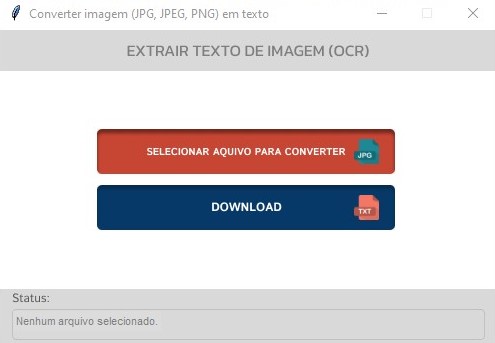 Converter imagem (JPG, JPEG, PNG) em texto
EXTRAIR TEXTO DE IMAGEM (OCR)
SELECIONAR AQUIVO PARA CONVERTER
JPG
DOWNLOAD
TXT
Status:
Nenhum arquivo selecionado.